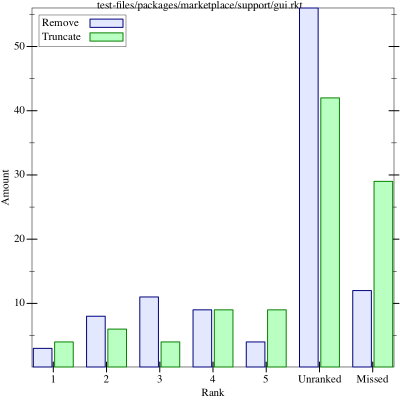 test-files/packages/marketplace/support/gui.rkt
Remove
Truncate
50
40
30
20
10
Amount
1 2 3 4 5 Unranked Missed
Rank